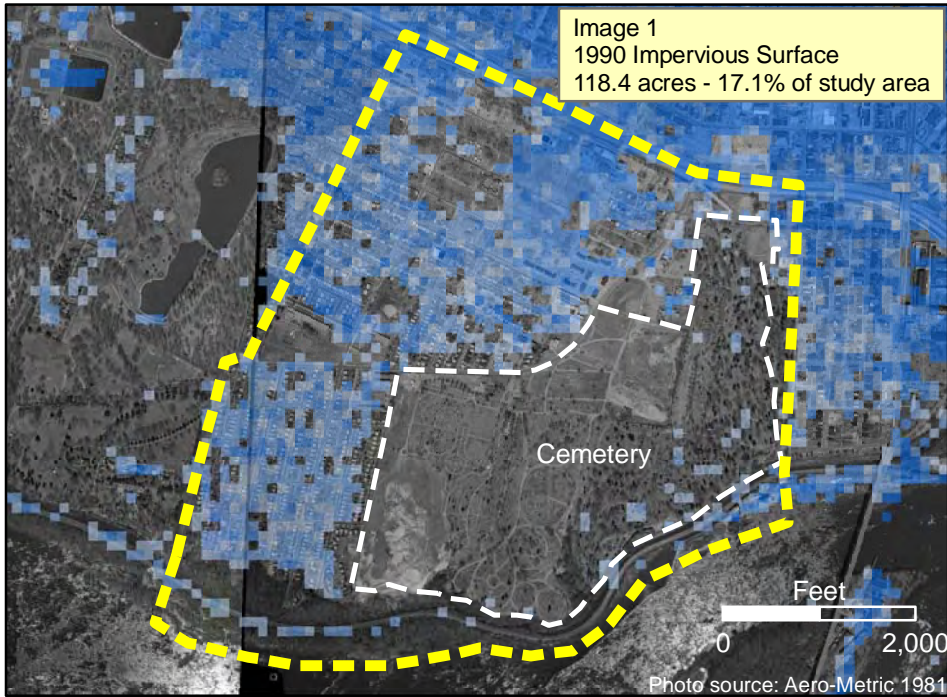 Image 1
1990 Impervious Surface
118.4 acres - 17.1% of study area
Cemetery
Feet
0 2,000
Photo source: Aero-Metric 1981